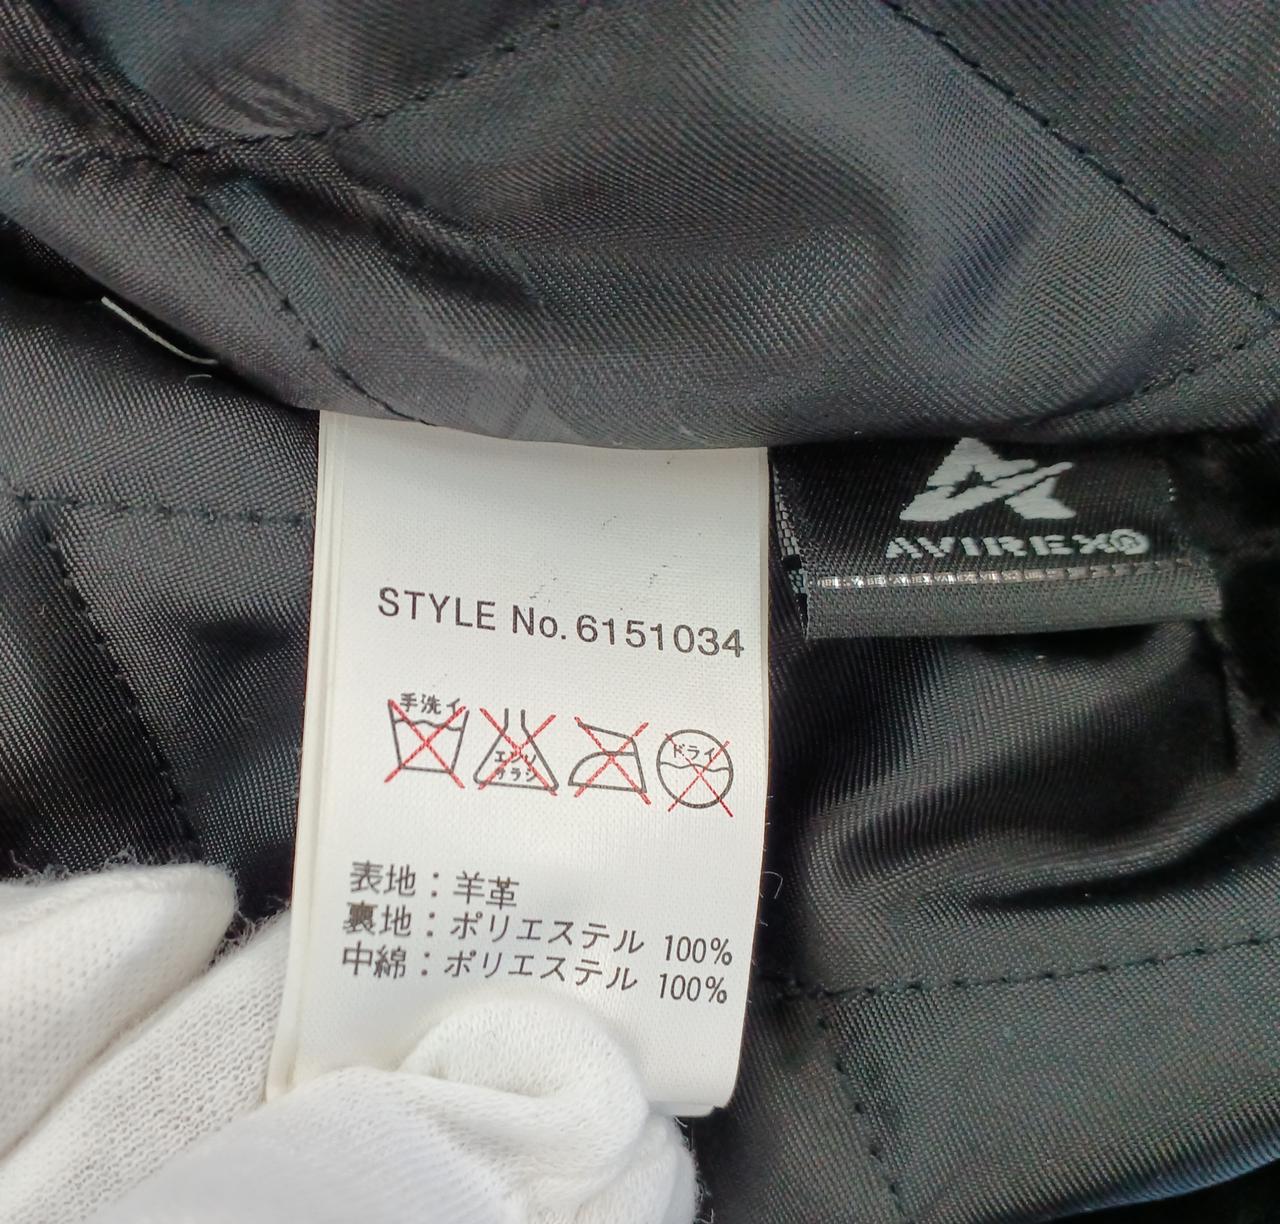 AVIREX®
STYLE No. 6151034
手洗イ
エンソ
サラシ
ドライ
表地：羊革
裏地：ポリエステル 100%
中綿：ポリエステル 100%